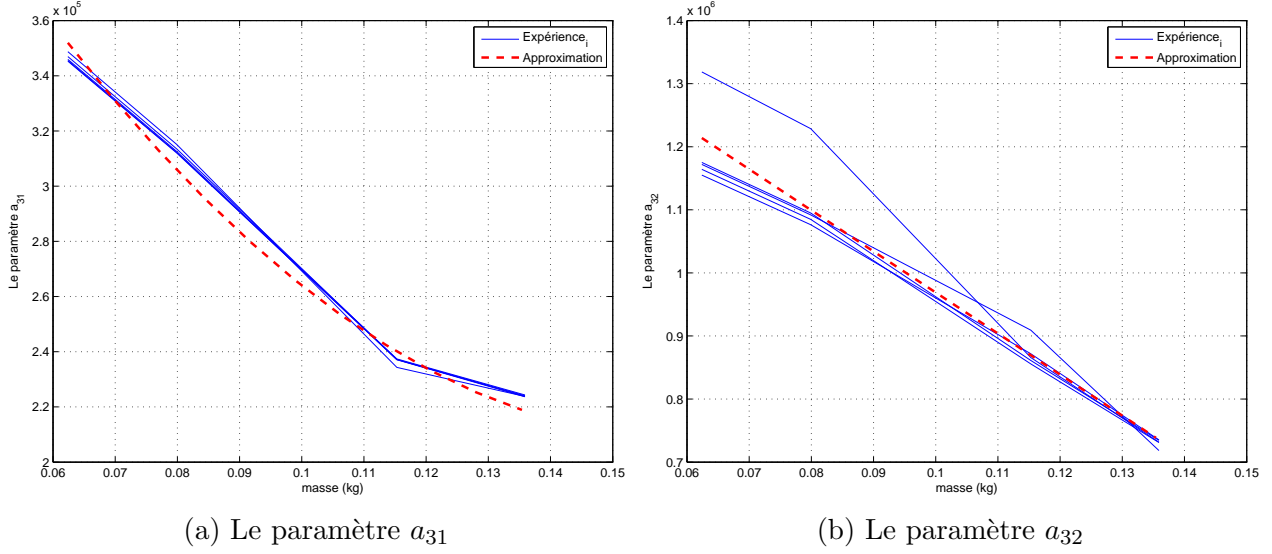 x 10^5
3.6
3.4
3.2
3
2.8
2.6
2.4
2.2
2
Le paramètre a_31
Expérience_i
Approximation
0.06 0.07 0.08 0.09 0.1 0.11 0.12 0.13 0.14 0.15
masse (kg)
(a) Le paramètre a_31
x 10^6
1.4
1.3
1.2
1.1
1
0.9
0.8
0.7
Le paramètre a_32
Expérience_i
Approximation
0.06 0.07 0.08 0.09 0.1 0.11 0.12 0.13 0.14 0.15
masse (kg)
(b) Le paramètre a_32